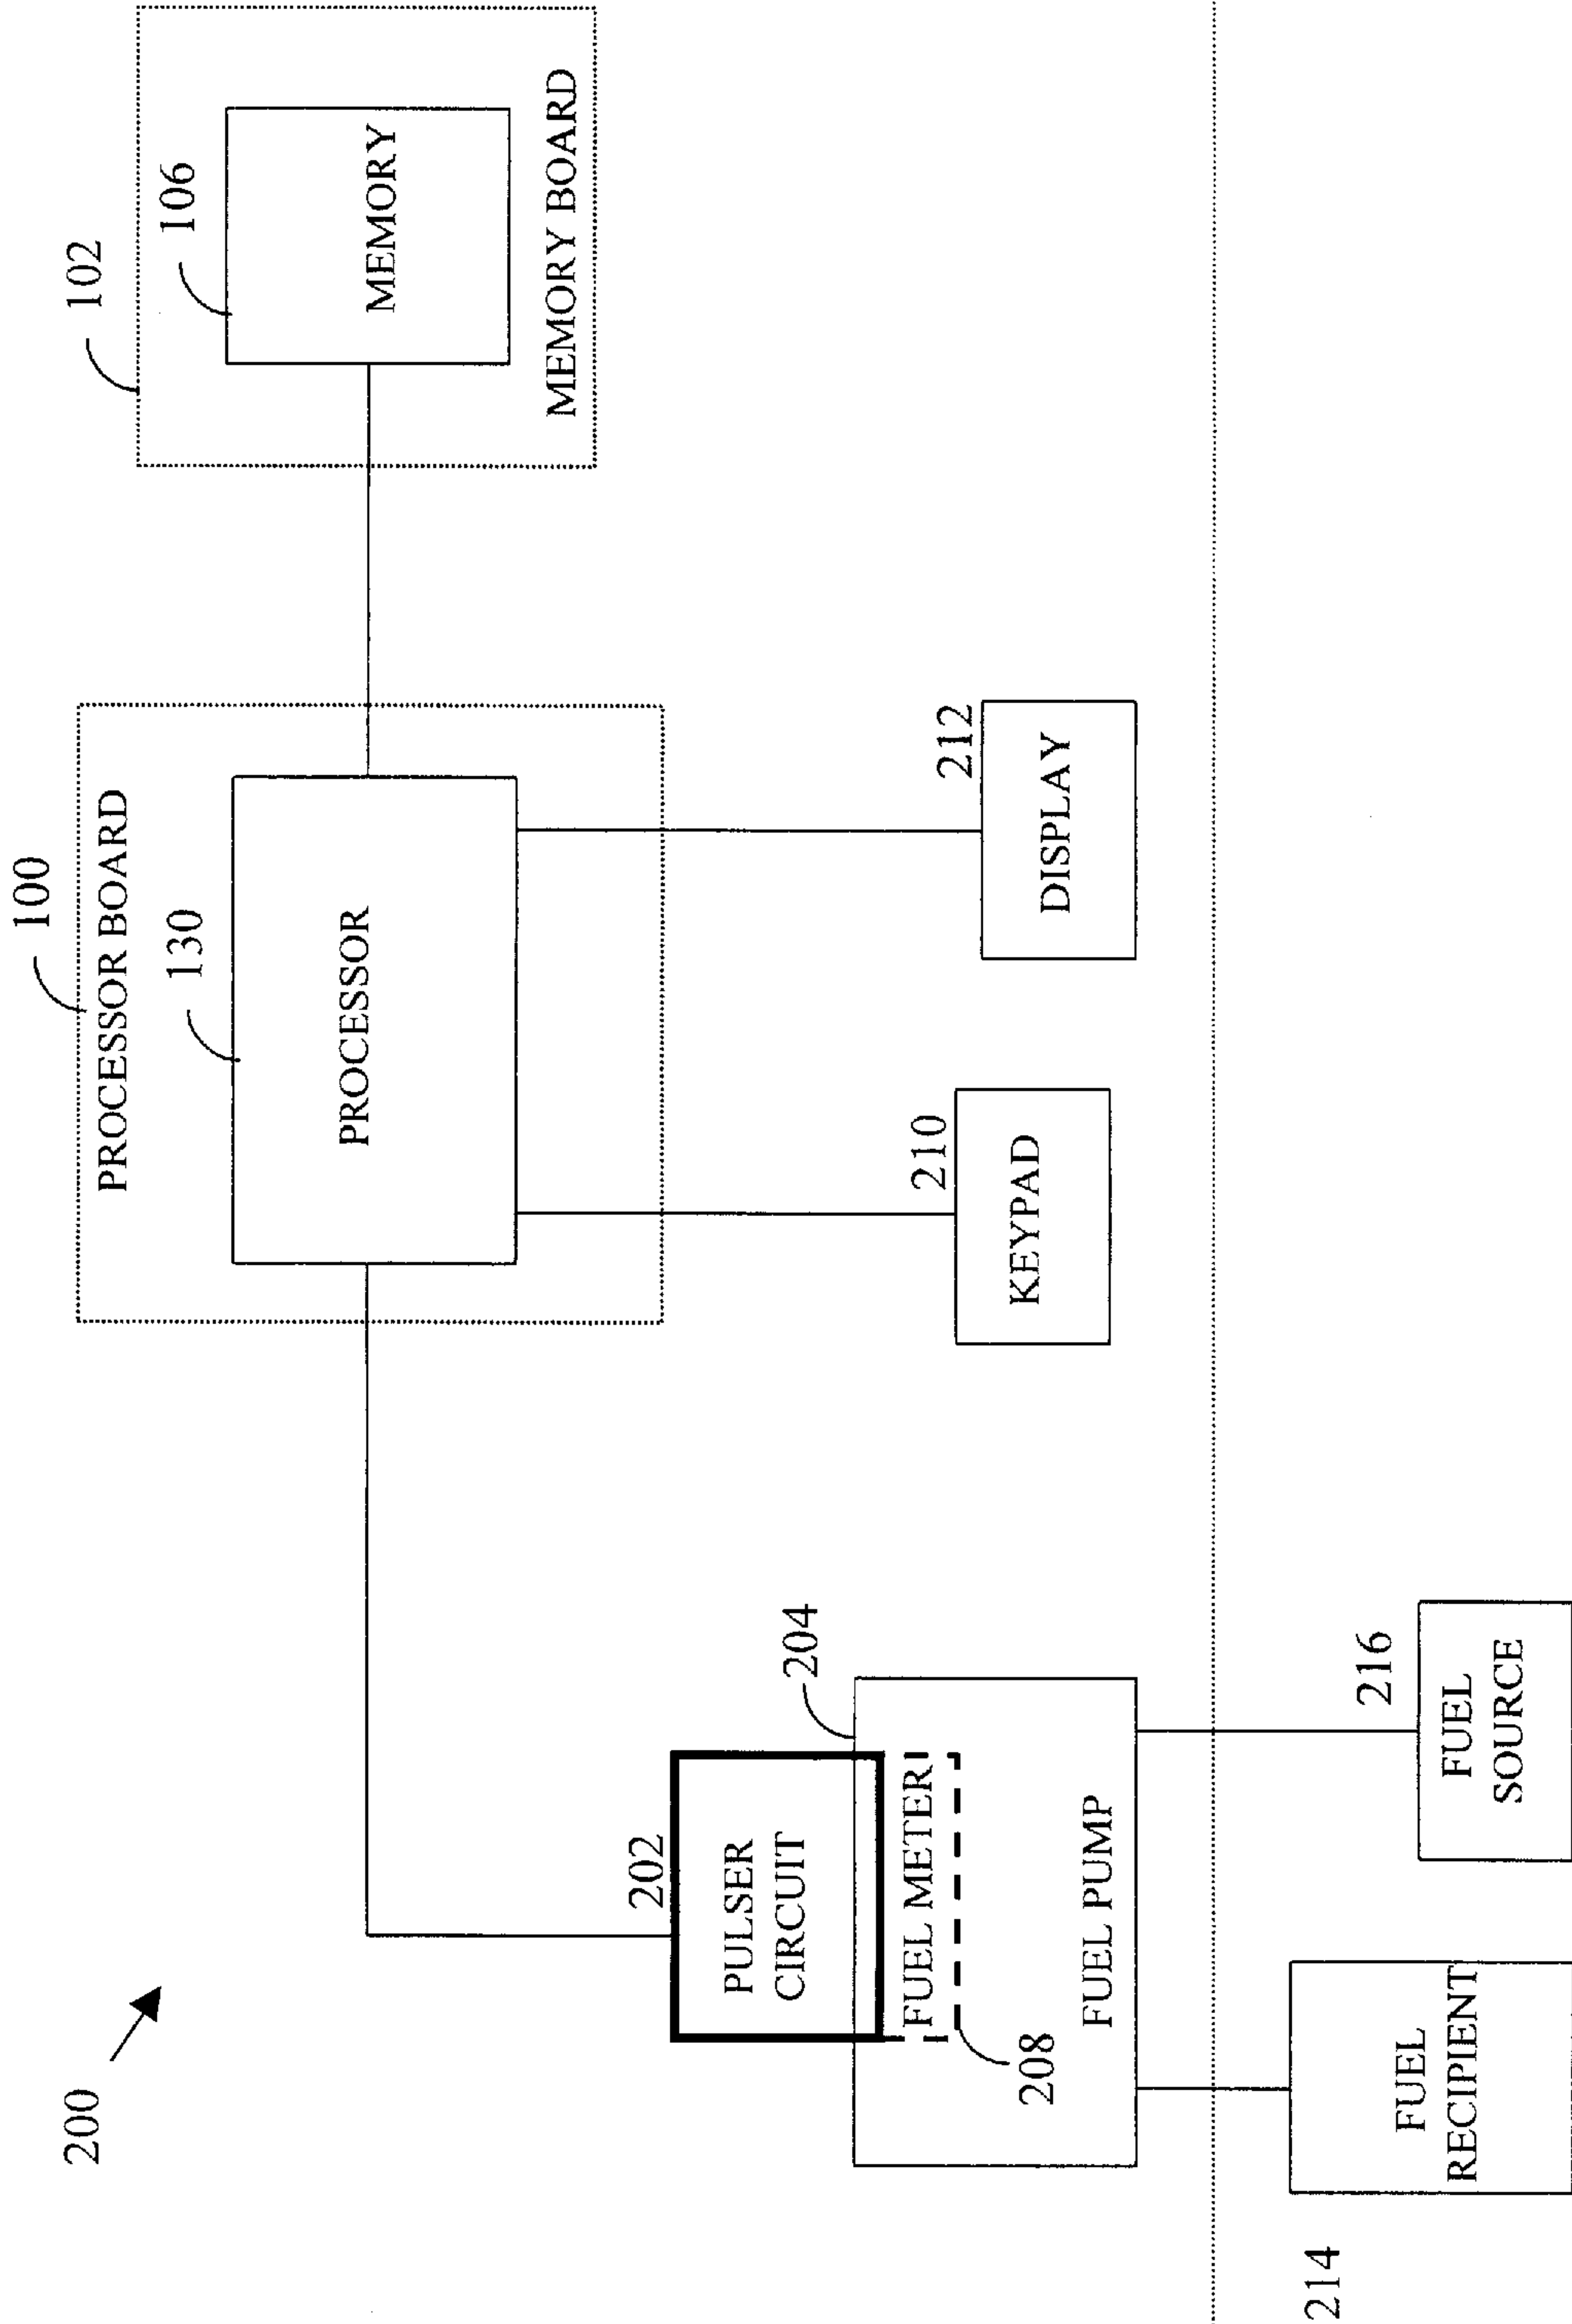 200
100
PROCESSOR BOARD
130
PROCESSOR
102
106
MEMORY
MEMORY BOARD
202
PULSER
CIRCUIT
204
FUEL METER
208
FUEL PUMP
210
KEYPAD
212
DISPLAY
214
FUEL
RECIPIENT
216
FUEL
SOURCE